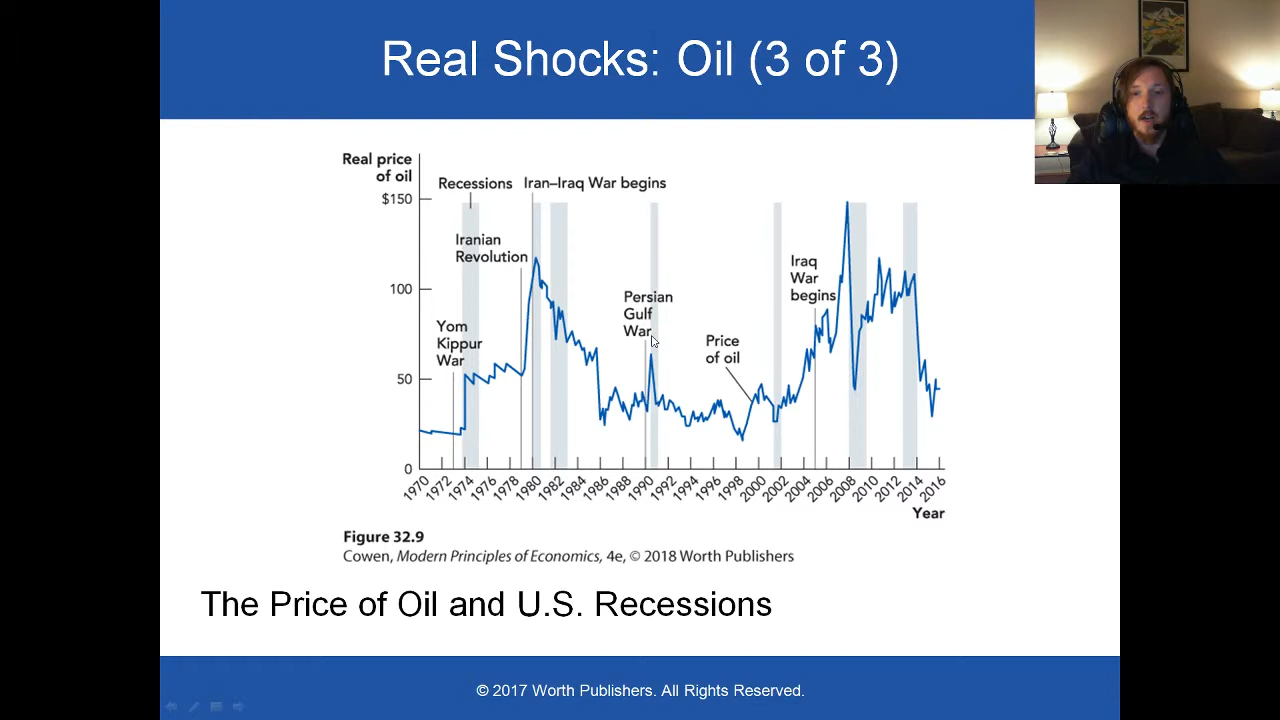 Real Shocks: Oil (3 of 3)
Real price
of oil
Recessions
Iran–Iraq War begins
$150
Iranian
Revolution
Iraq
War
begins
100
Persian
Gulf
War
Yom
Kippur
War
Price
of oil
50
0
1970 1972 1974 1976 1978 1979 1980 1982 1984 1986 1988 1990 1992 1994 1996 1998 2000 2002 2004 2006 2008 2010 2012 2014 2016
Year
Figure 32.9
Cowen, Modern Principles of Economics, 4e, © 2018 Worth Publishers
The Price of Oil and U.S. Recessions
© 2017 Worth Publishers. All Rights Reserved.